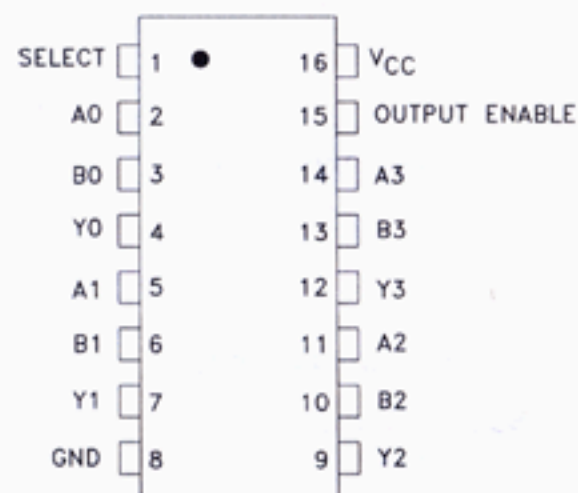 SELECT 1 16 VCC
A0 2 15 OUTPUT ENABLE
B0 3 14 A3
Y0 4 13 B3
A1 5 12 Y3
B1 6 11 A2
Y1 7 10 B2
GND 8 9 Y2